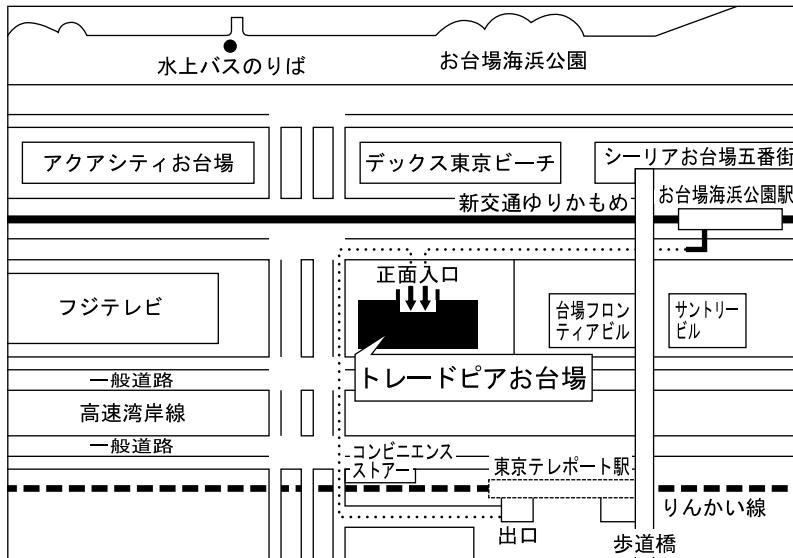 水上バスのりば
お台場海浜公園
アクアシティお台場
デックス東京ビーチ
シーリアお台場五番街
新交通ゆりかもめ
お台場海浜公園駅
正面入口
フジテレビ
台場フロン
ティアビル
サントリー
ビル
トレードピアお台場
一般道路
高速湾岸線
一般道路
コンビニエンス
ストアー
東京テレポート駅
りんかい線
出口
歩道橋